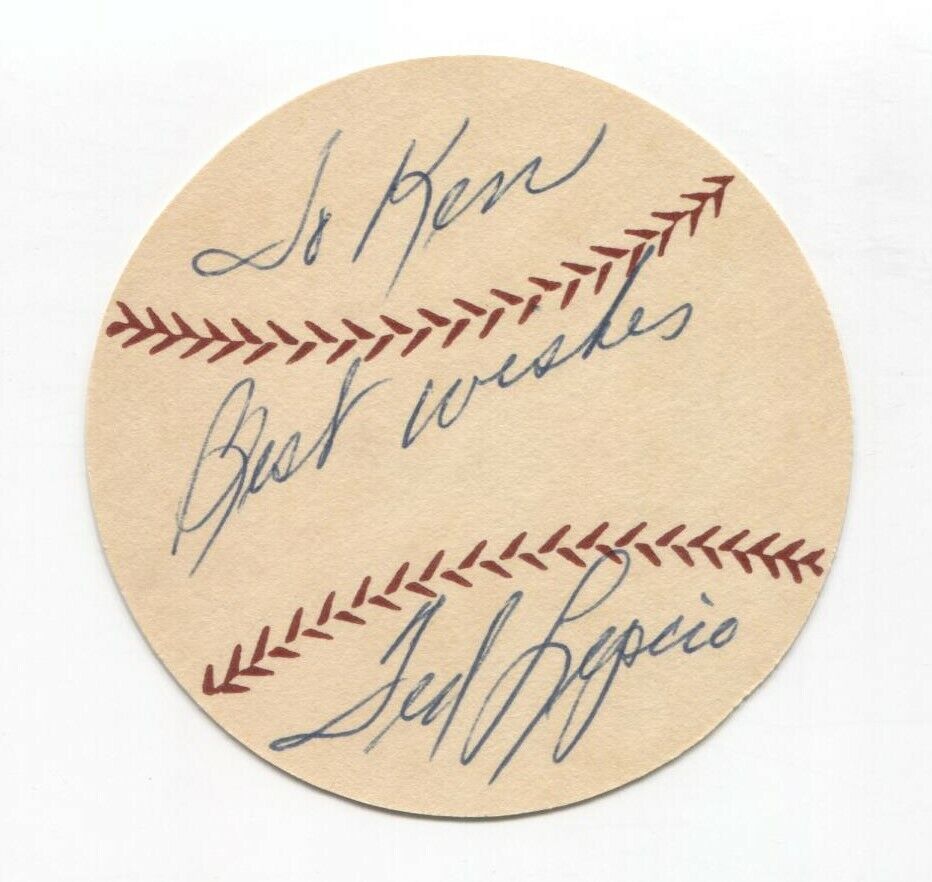 To Ken
Best wishes
Ted Lepcio